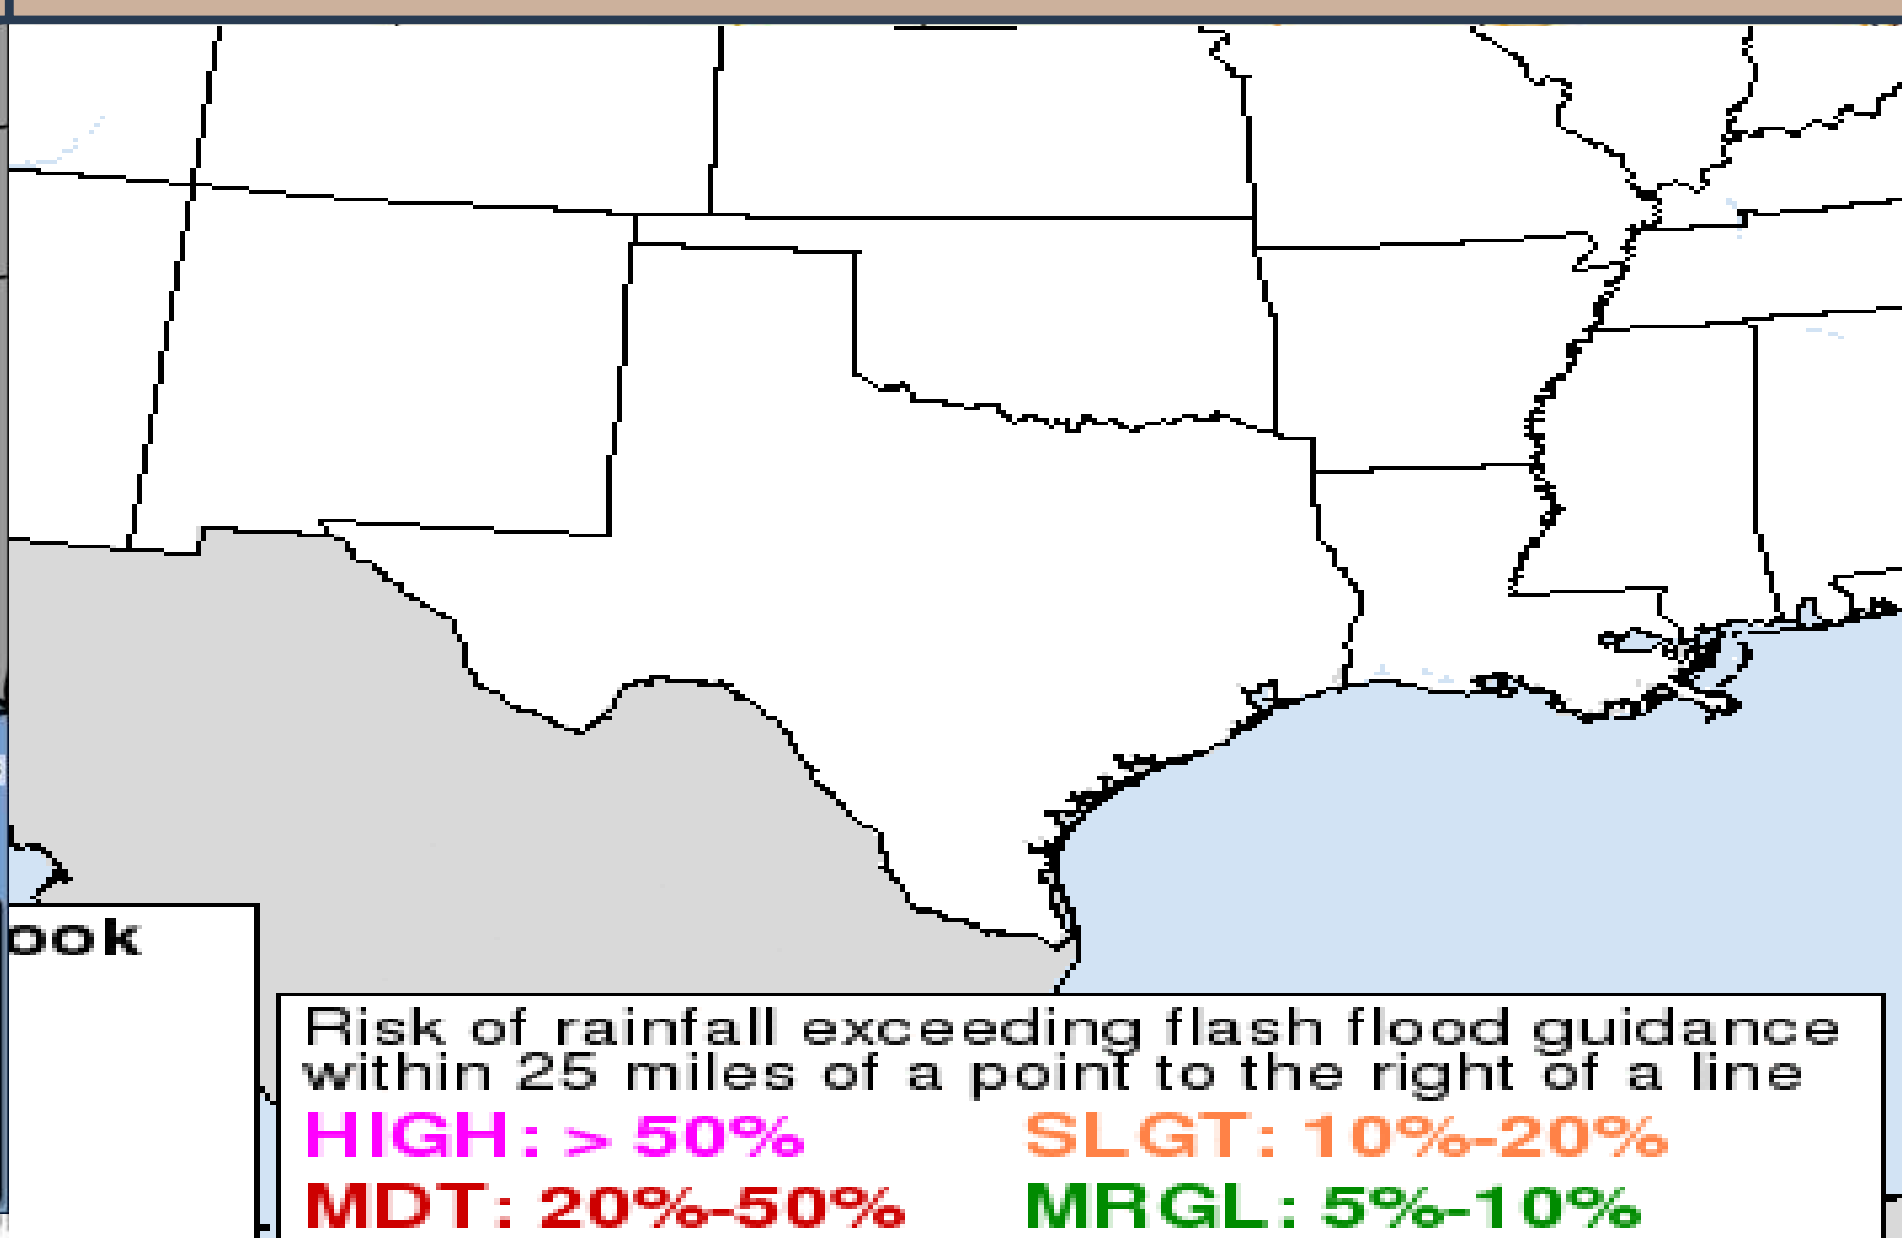 ook
Risk of rainfall exceeding flash flood guidance
within 25 miles of a point to the right of a line
HIGH: > 50% SLGT: 10%-20%
MDT: 20%-50% MRGL: 5%-10%